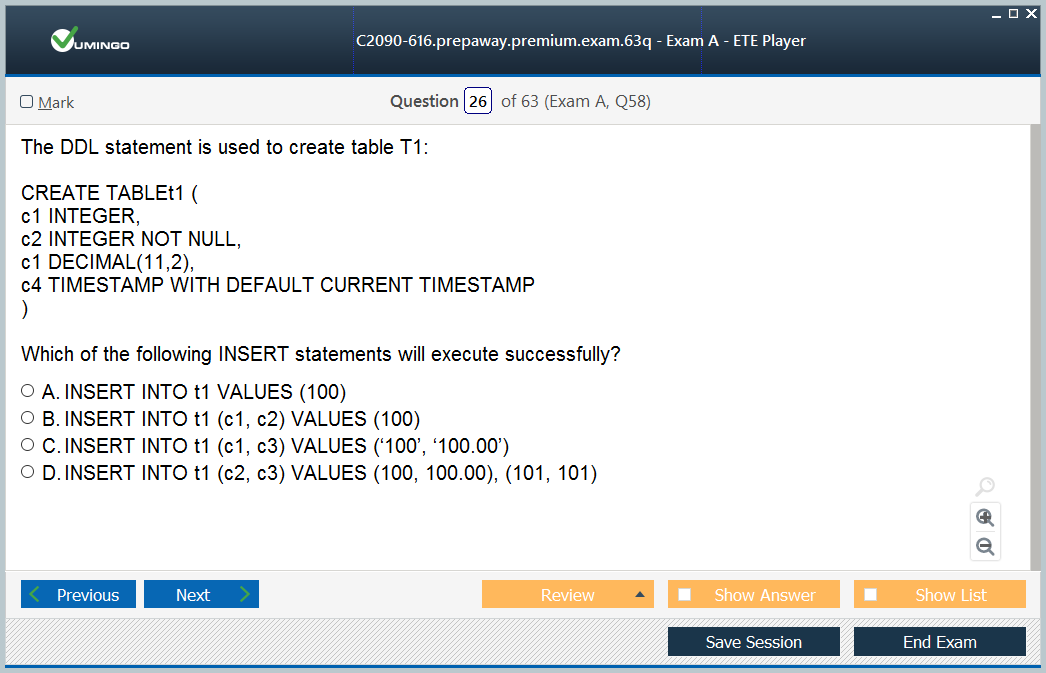 VUMINGO
C2090-616.prepaway.premium.exam.63q - Exam A - ETE Player
Mark
Question 26 of 63 (Exam A, Q58)
The DDL statement is used to create table T1:
CREATE TABLEt1 (
c1 INTEGER,
c2 INTEGER NOT NULL,
c1 DECIMAL(11,2),
c4 TIMESTAMP WITH DEFAULT CURRENT TIMESTAMP
)
Which of the following INSERT statements will execute successfully?
A. INSERT INTO t1 VALUES (100)
B. INSERT INTO t1 (c1, c2) VALUES (100)
C. INSERT INTO t1 (c1, c3) VALUES (‘100’, ‘100.00’)
D. INSERT INTO t1 (c2, c3) VALUES (100, 100.00), (101, 101)
Previous
Next
Review
Show Answer
Show List
Save Session
End Exam